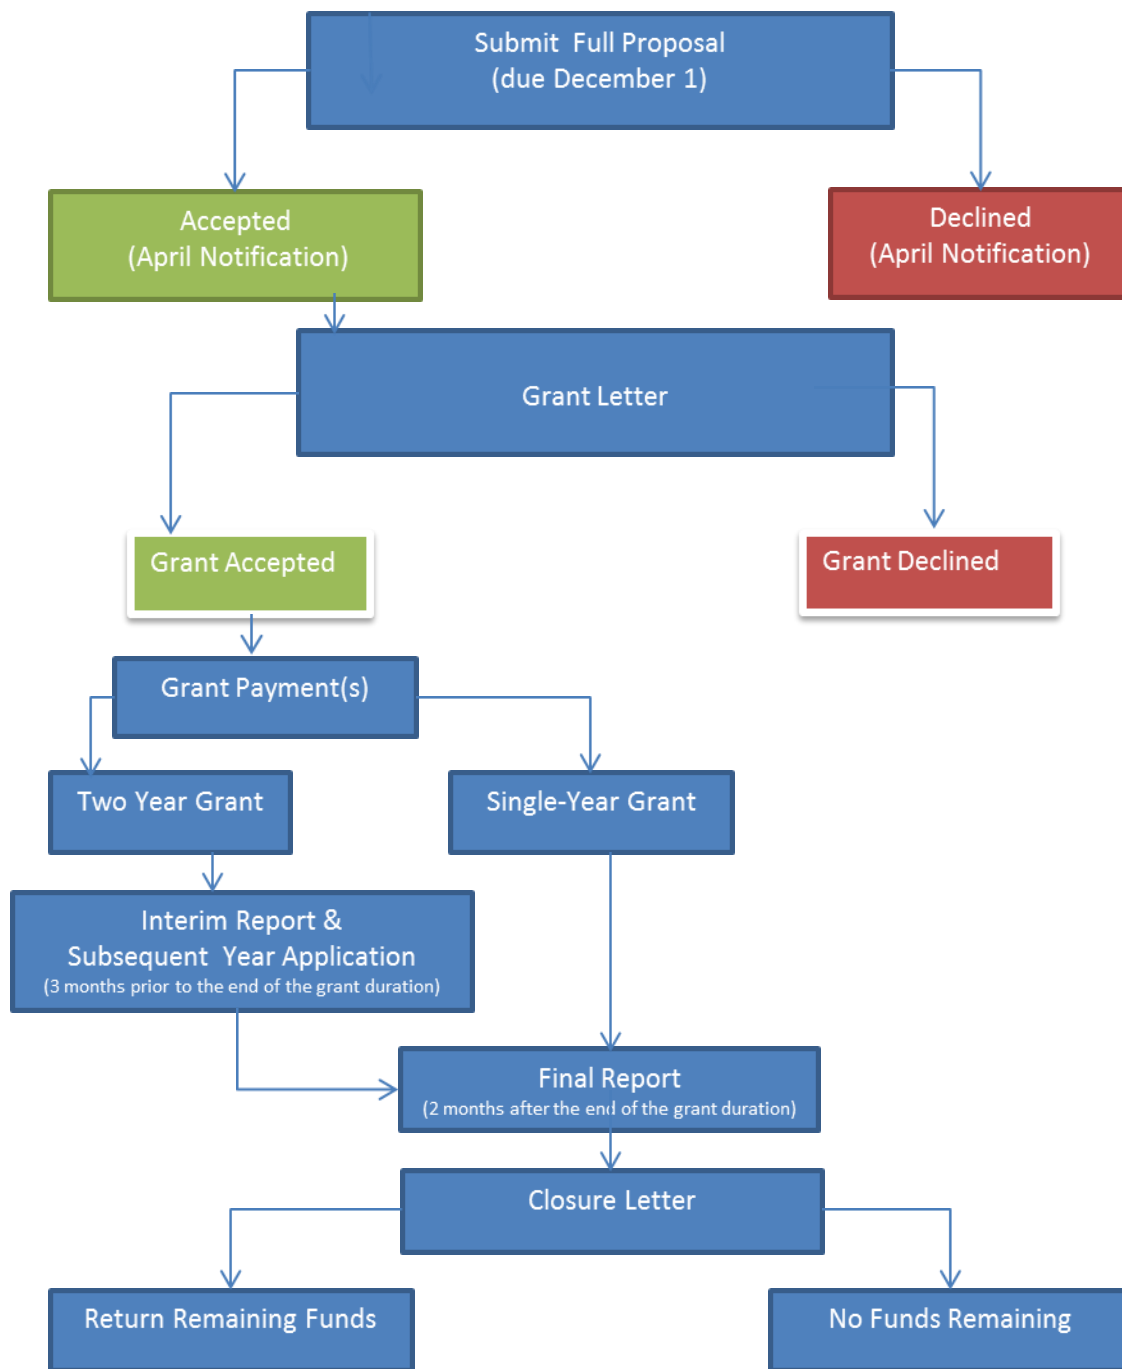 Submit Full Proposal
(due December 1)
Accepted
(April Notification)
Declined
(April Notification)
Grant Letter
Grant Accepted
Grant Declined
Grant Payment(s)
Two Year Grant
Single-Year Grant
Interim Report &
Subsequent Year Application
(3 months prior to the end of the grant duration)
Final Report
(2 months after the end of the grant duration)
Closure Letter
Return Remaining Funds
No Funds Remaining